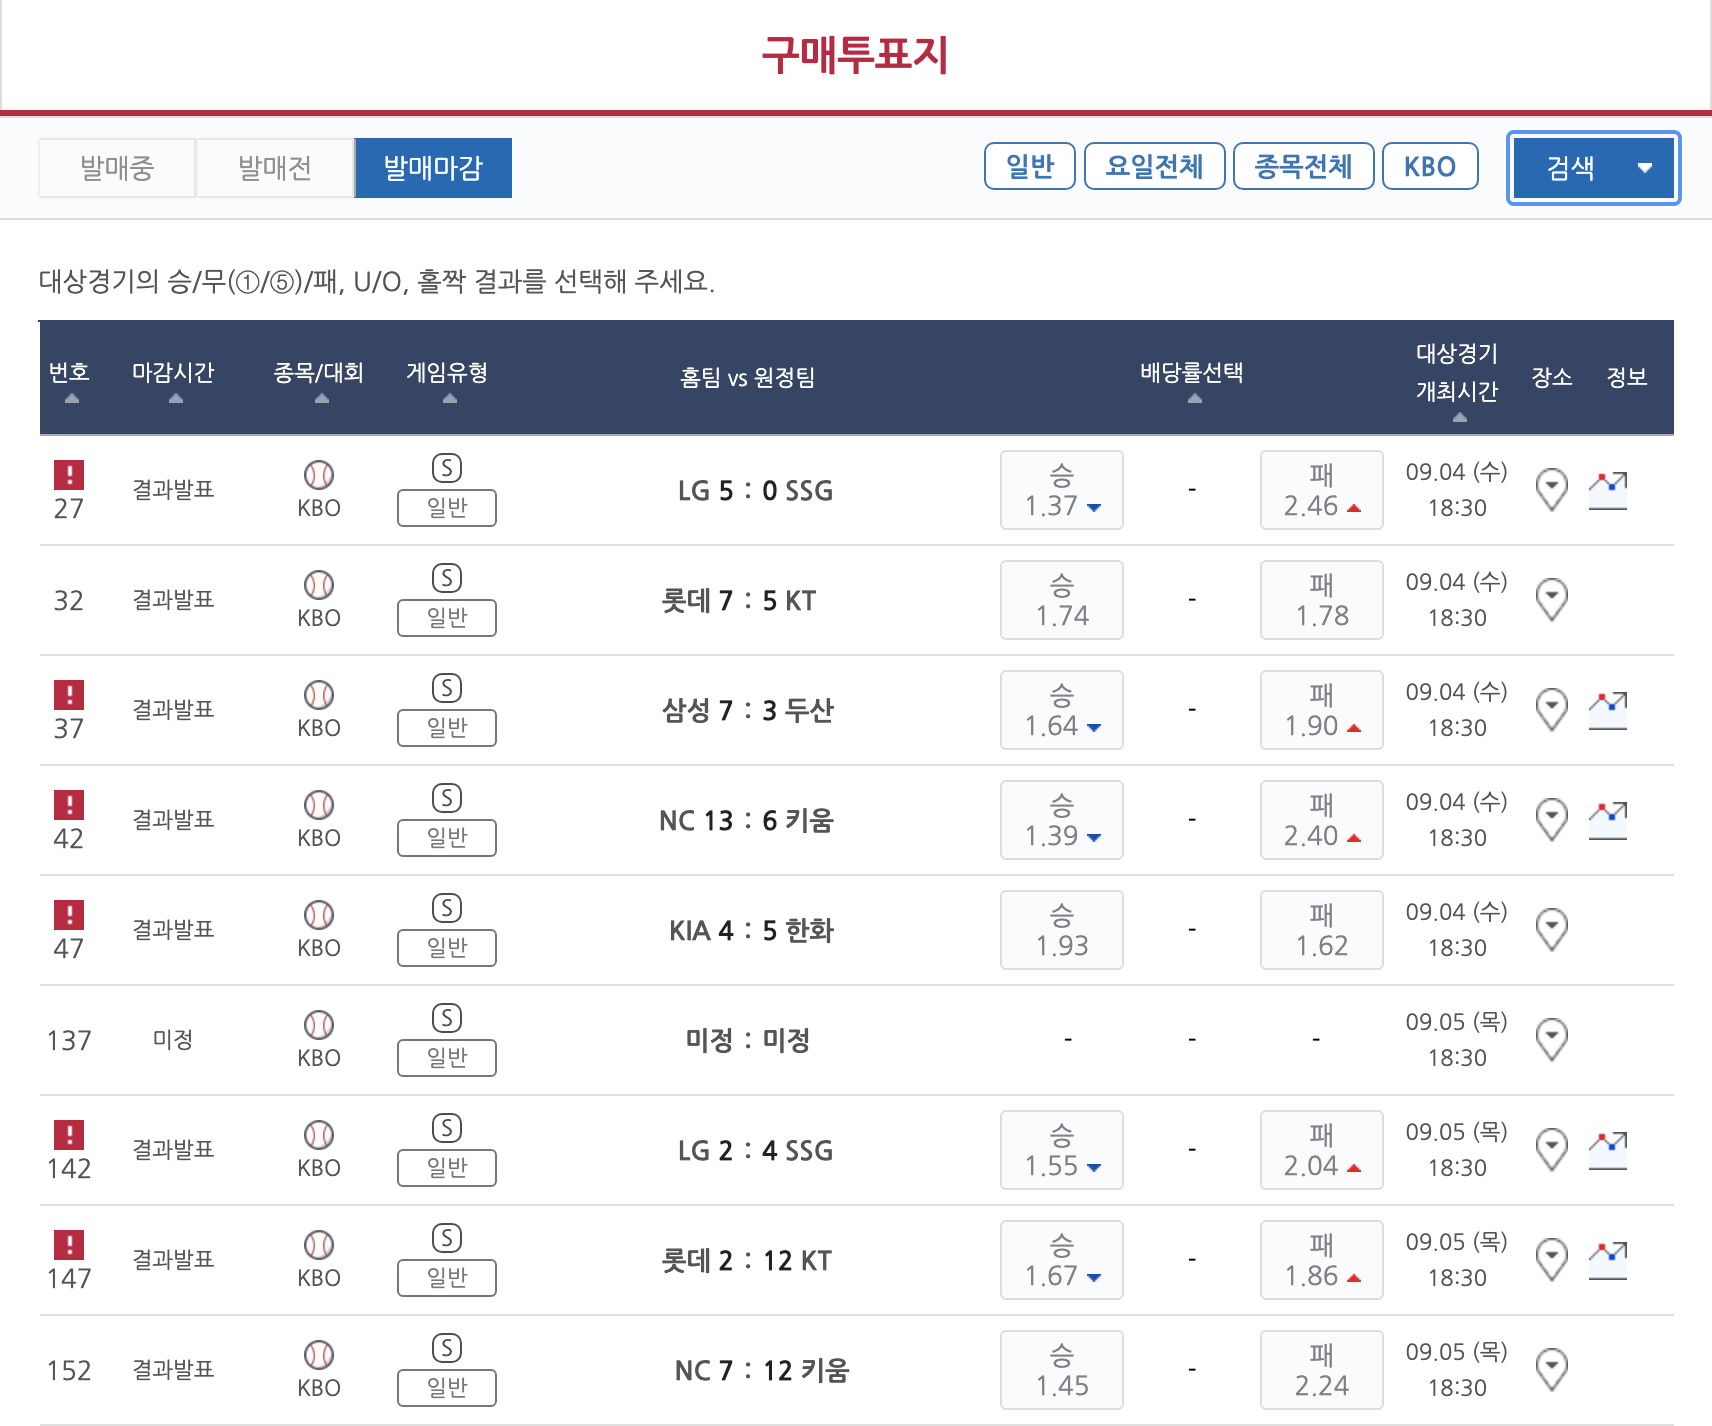 구매투표지
발매중 발매전 발매마감 일반 요일전체 종목전체 KBO 검색
대상경기의 승/무(①/⑤)/패, U/O, 홀짝 결과를 선택해 주세요.
번호 마감시간 종목/대회 게임유형 홈팀 vs 원정팀 배당률선택 대상경기 개최시간 장소 정보
! 27 결과발표 KBO S 일반 LG 5 : 0 SSG 승 1.37 - 패 2.46 09.04 (수) 18:30
32 결과발표 KBO S 일반 롯데 7 : 5 KT 승 1.74 - 패 1.78 09.04 (수) 18:30
! 37 결과발표 KBO S 일반 삼성 7 : 3 두산 승 1.64 - 패 1.90 09.04 (수) 18:30
! 42 결과발표 KBO S 일반 NC 13 : 6 키움 승 1.39 - 패 2.40 09.04 (수) 18:30
! 47 결과발표 KBO S 일반 KIA 4 : 5 한화 승 1.93 - 패 1.62 09.04 (수) 18:30
137 미정 KBO S 일반 미정 : 미정 - - - 09.05 (목) 18:30
! 142 결과발표 KBO S 일반 LG 2 : 4 SSG 승 1.55 - 패 2.04 09.05 (목) 18:30
! 147 결과발표 KBO S 일반 롯데 2 : 12 KT 승 1.67 - 패 1.86 09.05 (목) 18:30
152 결과발표 KBO S 일반 NC 7 : 12 키움 승 1.45 - 패 2.24 09.05 (목) 18:30